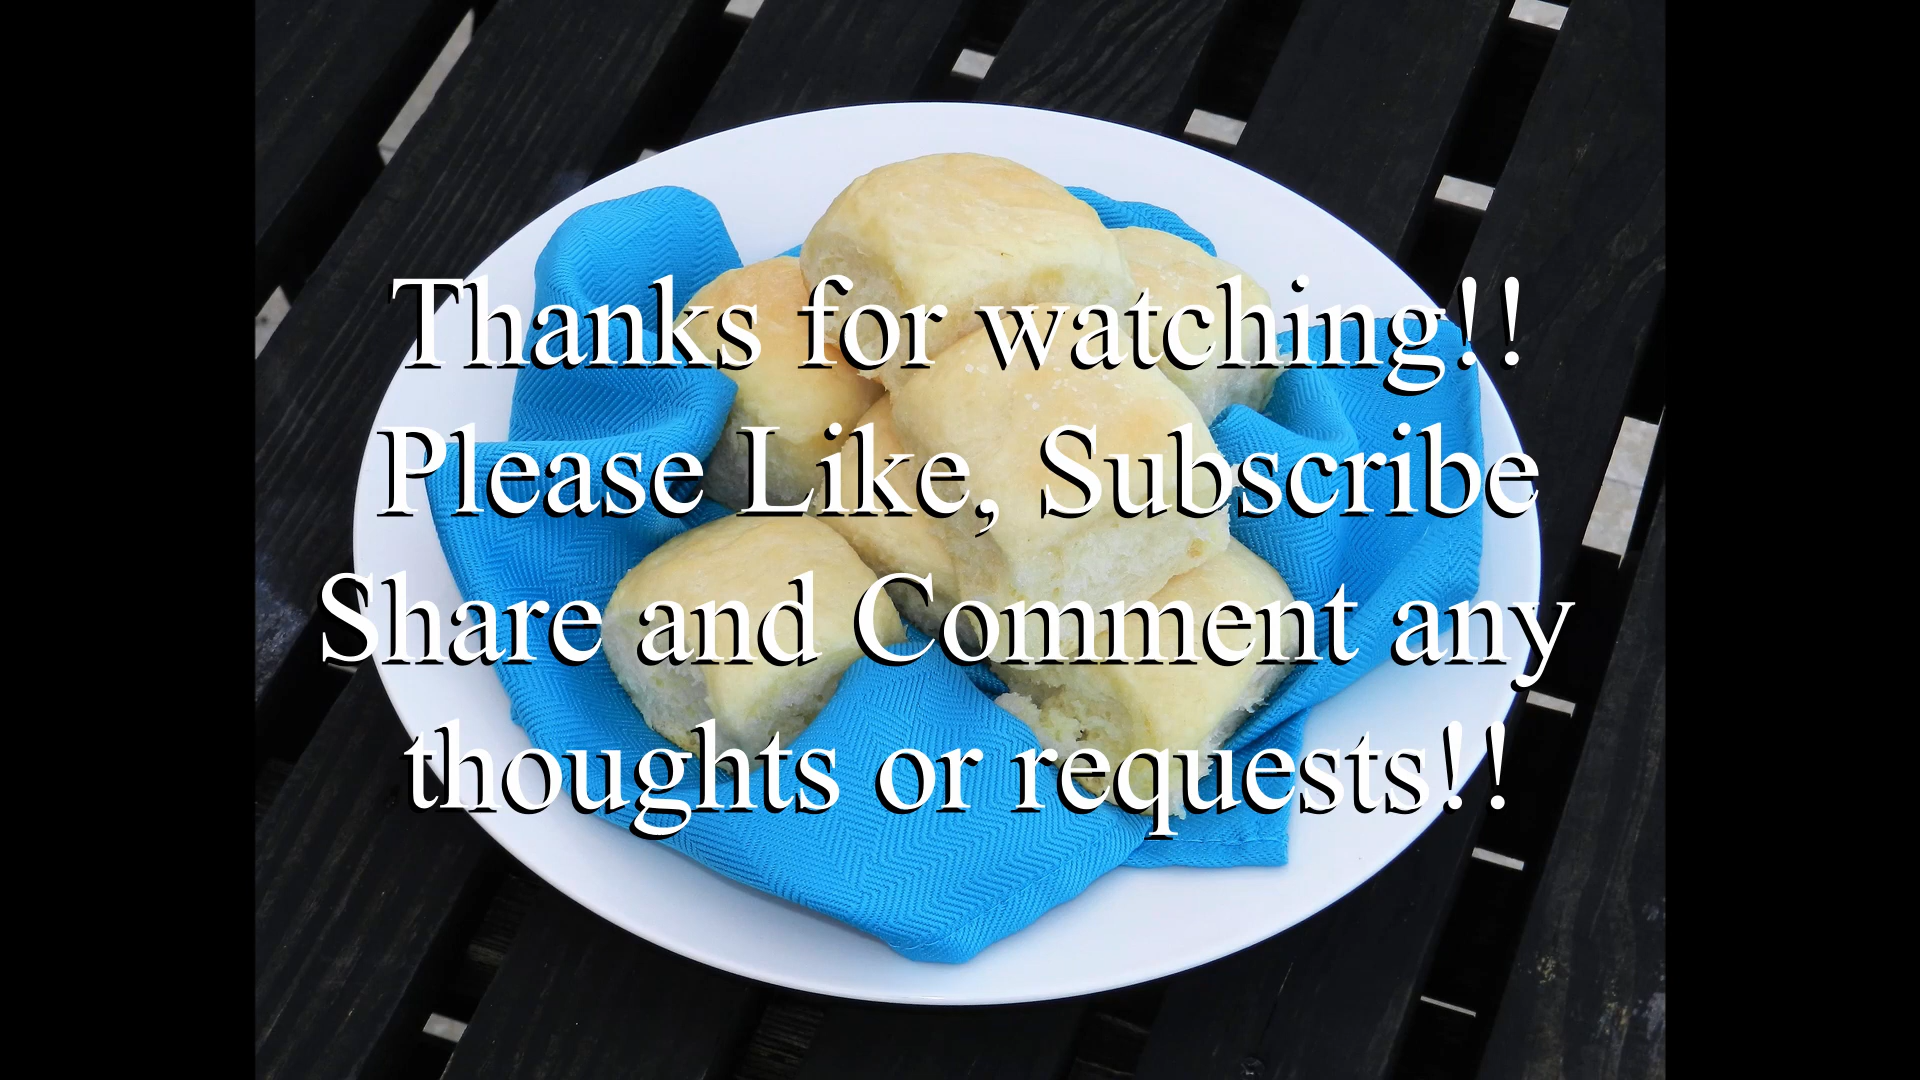 Thanks for watching!!
Please Like, Subscribe
Share and Comment any
thoughts or requests!!